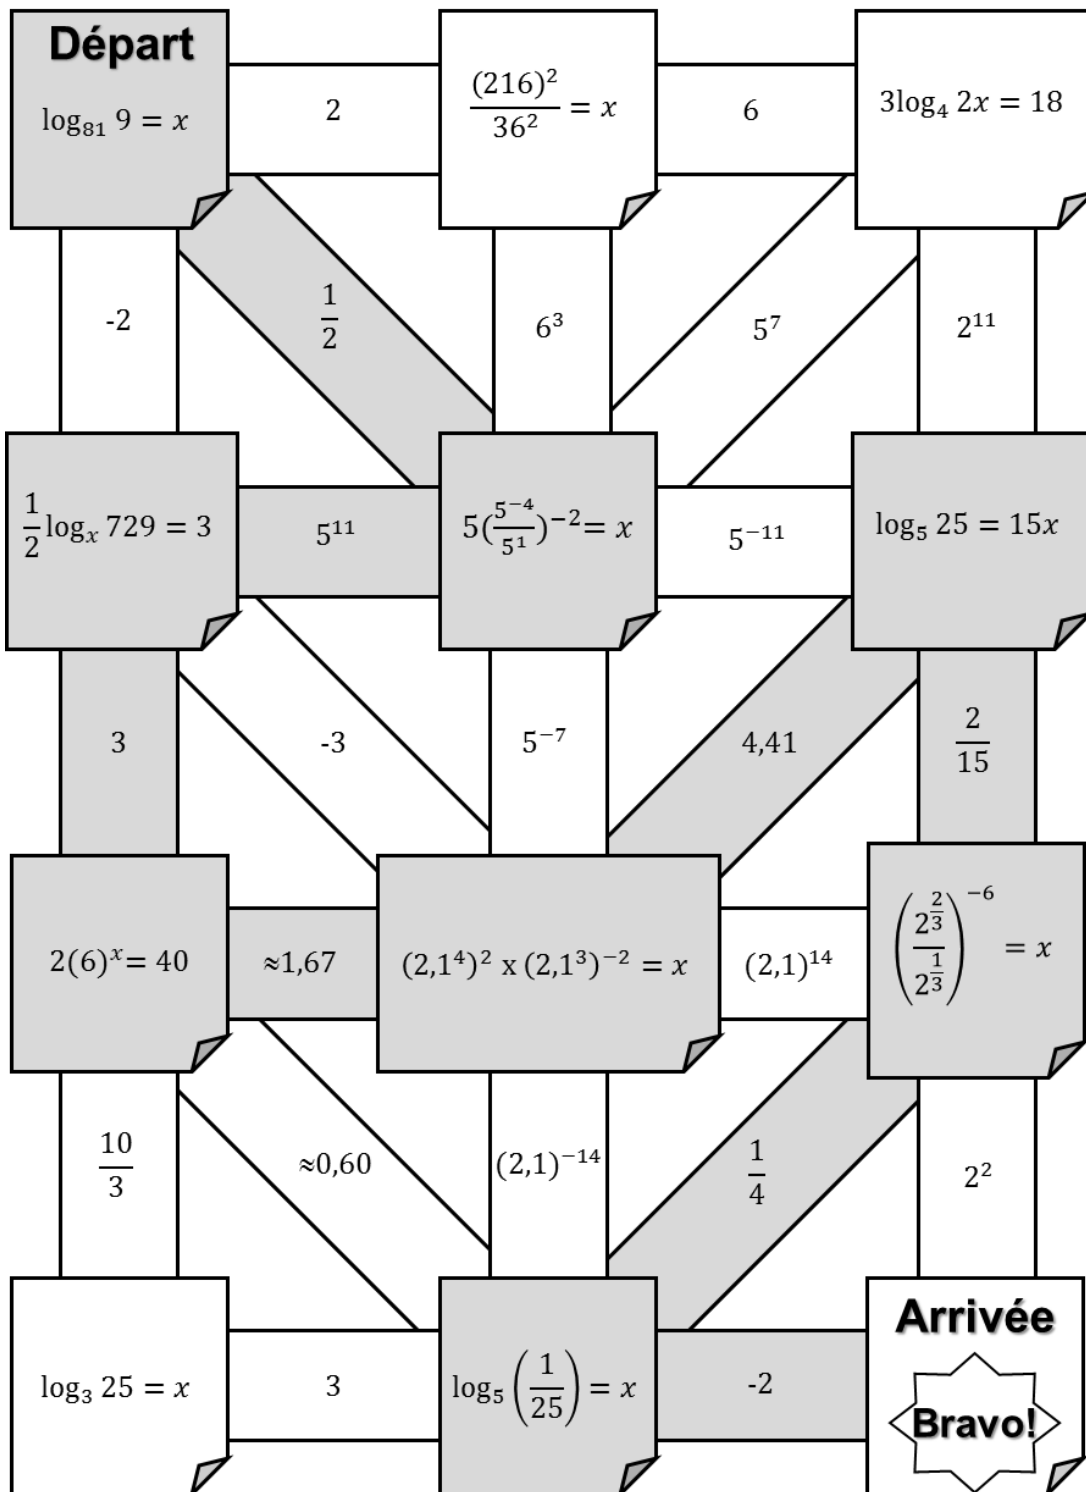 Départ
log₈₁ 9 = x
2
(216)²/36² = x
6
3log₄ 2x = 18
-2
1/2
6³
5⁷
2¹¹
1/2 logₓ 729 = 3
5¹¹
5(5⁻⁴/5¹)⁻² = x
5⁻¹¹
log₅ 25 = 15x
3
-3
5⁻⁷
4,41
2/15
2(6)ˣ = 40
≈1,67
(2,1⁴)² x (2,1³)⁻² = x
(2,1)¹⁴
(2^(2/3)/2^(1/3))⁻⁶ = x
10/3
≈0,60
(2,1)⁻¹⁴
1/4
2²
log₃ 25 = x
3
log₅ (1/25) = x
-2
Arrivée
Bravo!